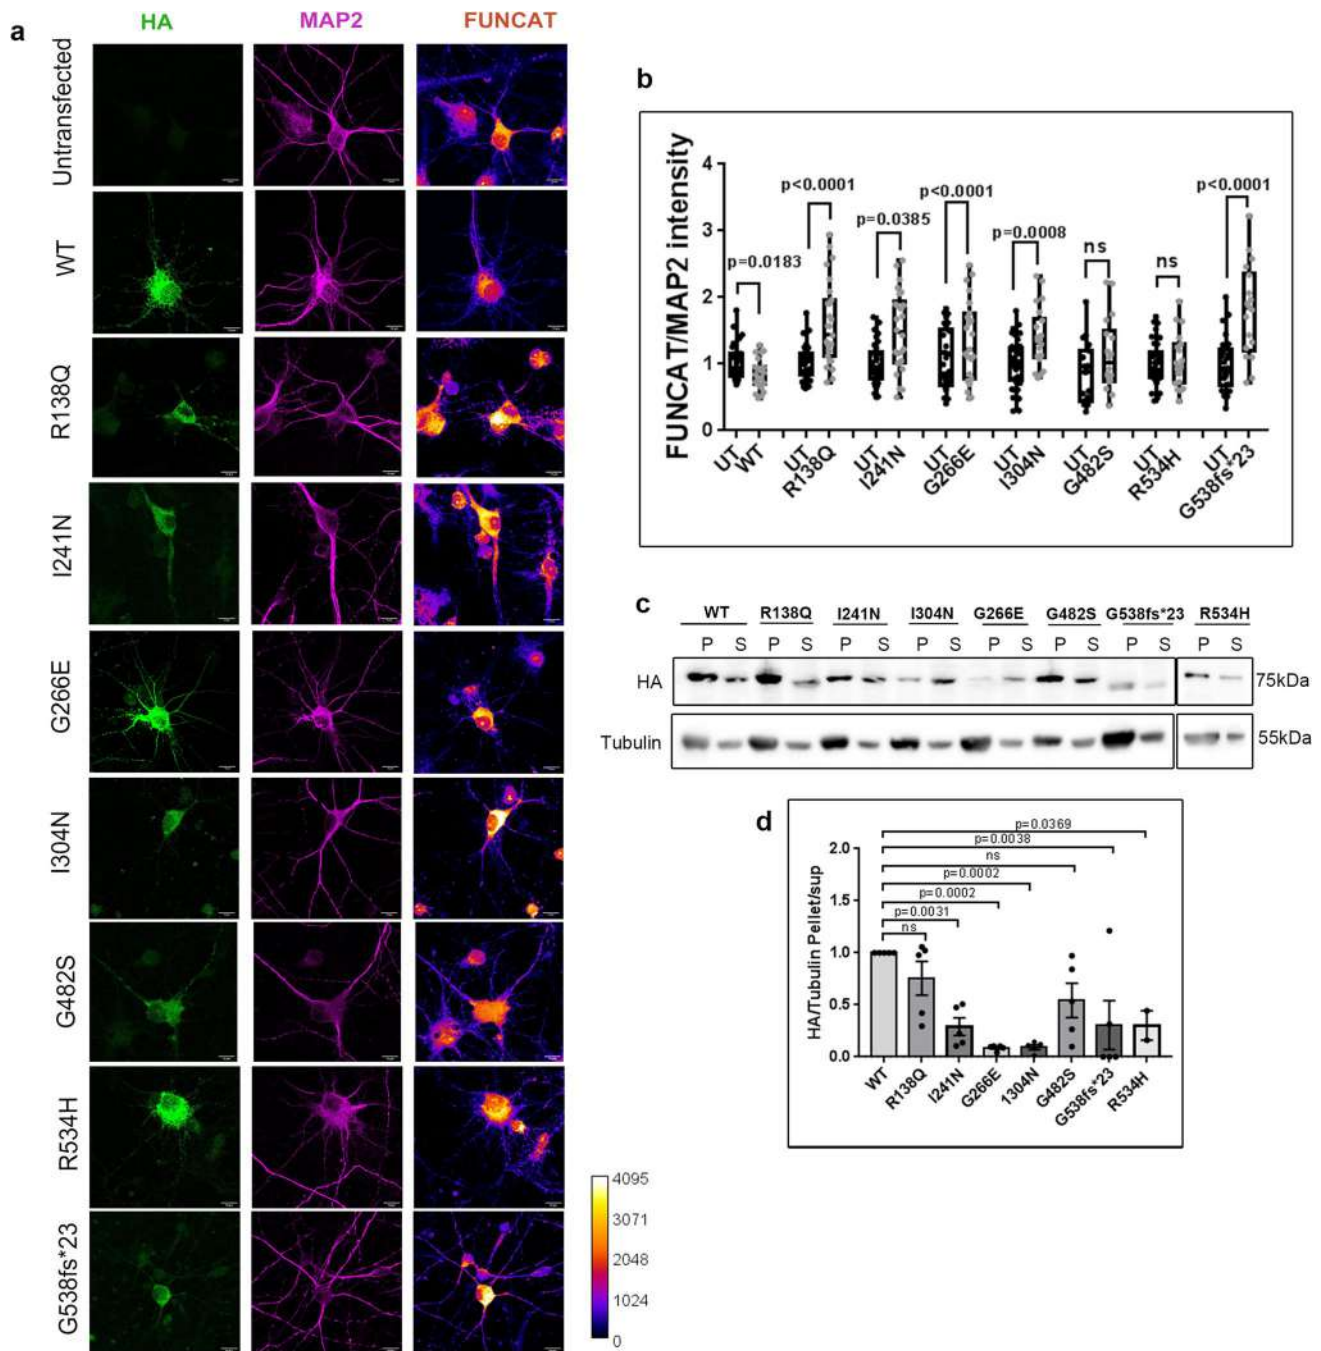 a
HA MAP2 FUNCAT
Untransfected
WT
R138Q
I241N
G266E
I304N
G482S
R534H
G538fs*23
4095
3071
2048
1024
0
b
FUNCAT/MAP2 intensity
4
3
2
1
0
p=0.0183
p<0.0001
p=0.0385
p<0.0001
p=0.0008
ns
ns
p<0.0001
UT WT UT R138Q UT I241N UT G266E UT I304N UT G482S UT R534H UT G538fs*23
c
WT R138Q I241N I304N G266E G482S G538fs*23 R534H
P S P S P S P S P S P S P S P S
HA 75kDa
Tubulin 55kDa
d
HA/Tubulin Pellet/sup
2.0
1.5
1.0
0.5
0.0
p=0.0369
p=0.0038
ns
p=0.0002
p=0.0002
p=0.0031
ns
WT R138Q I241N G266E 1304N G482S G538fs*23 R534H